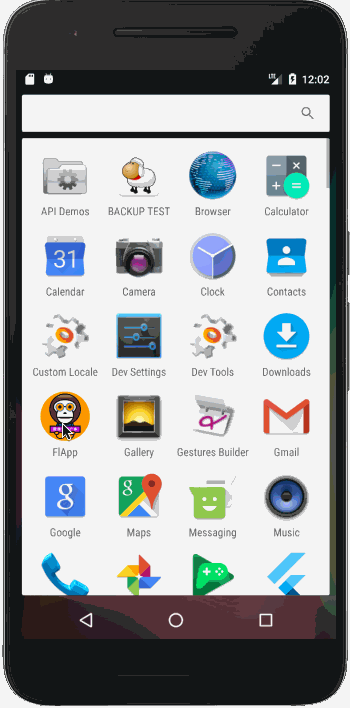 LTE 12:02
API Demos BACKUP TEST Browser Calculator
31
Calendar Camera Clock Contacts
Custom Locale Dev Settings Dev Tools Downloads
FlApp Gallery Gestures Builder Gmail
g g
Google Maps Messaging Music